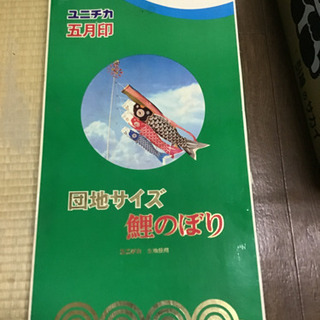 ユニチカ
五月印
団地サイズ
鯉のぼり